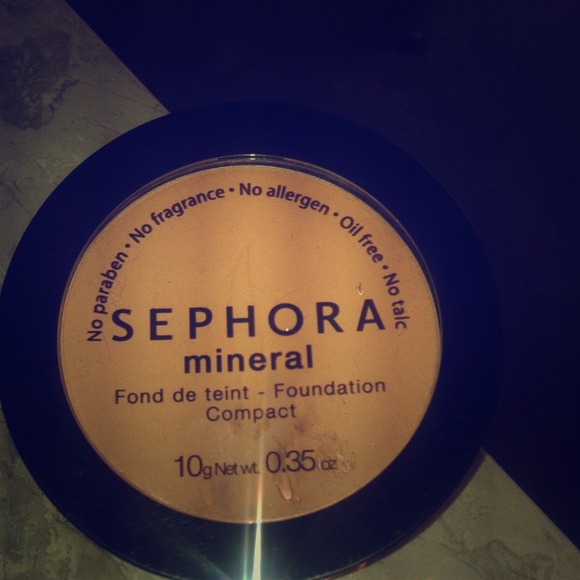 No paraben • No fragrance • No allergen • Oil free • No talc
SEPHORA
mineral
Fond de teint - Foundation
Compact
10g Net wt. 0.35 oz